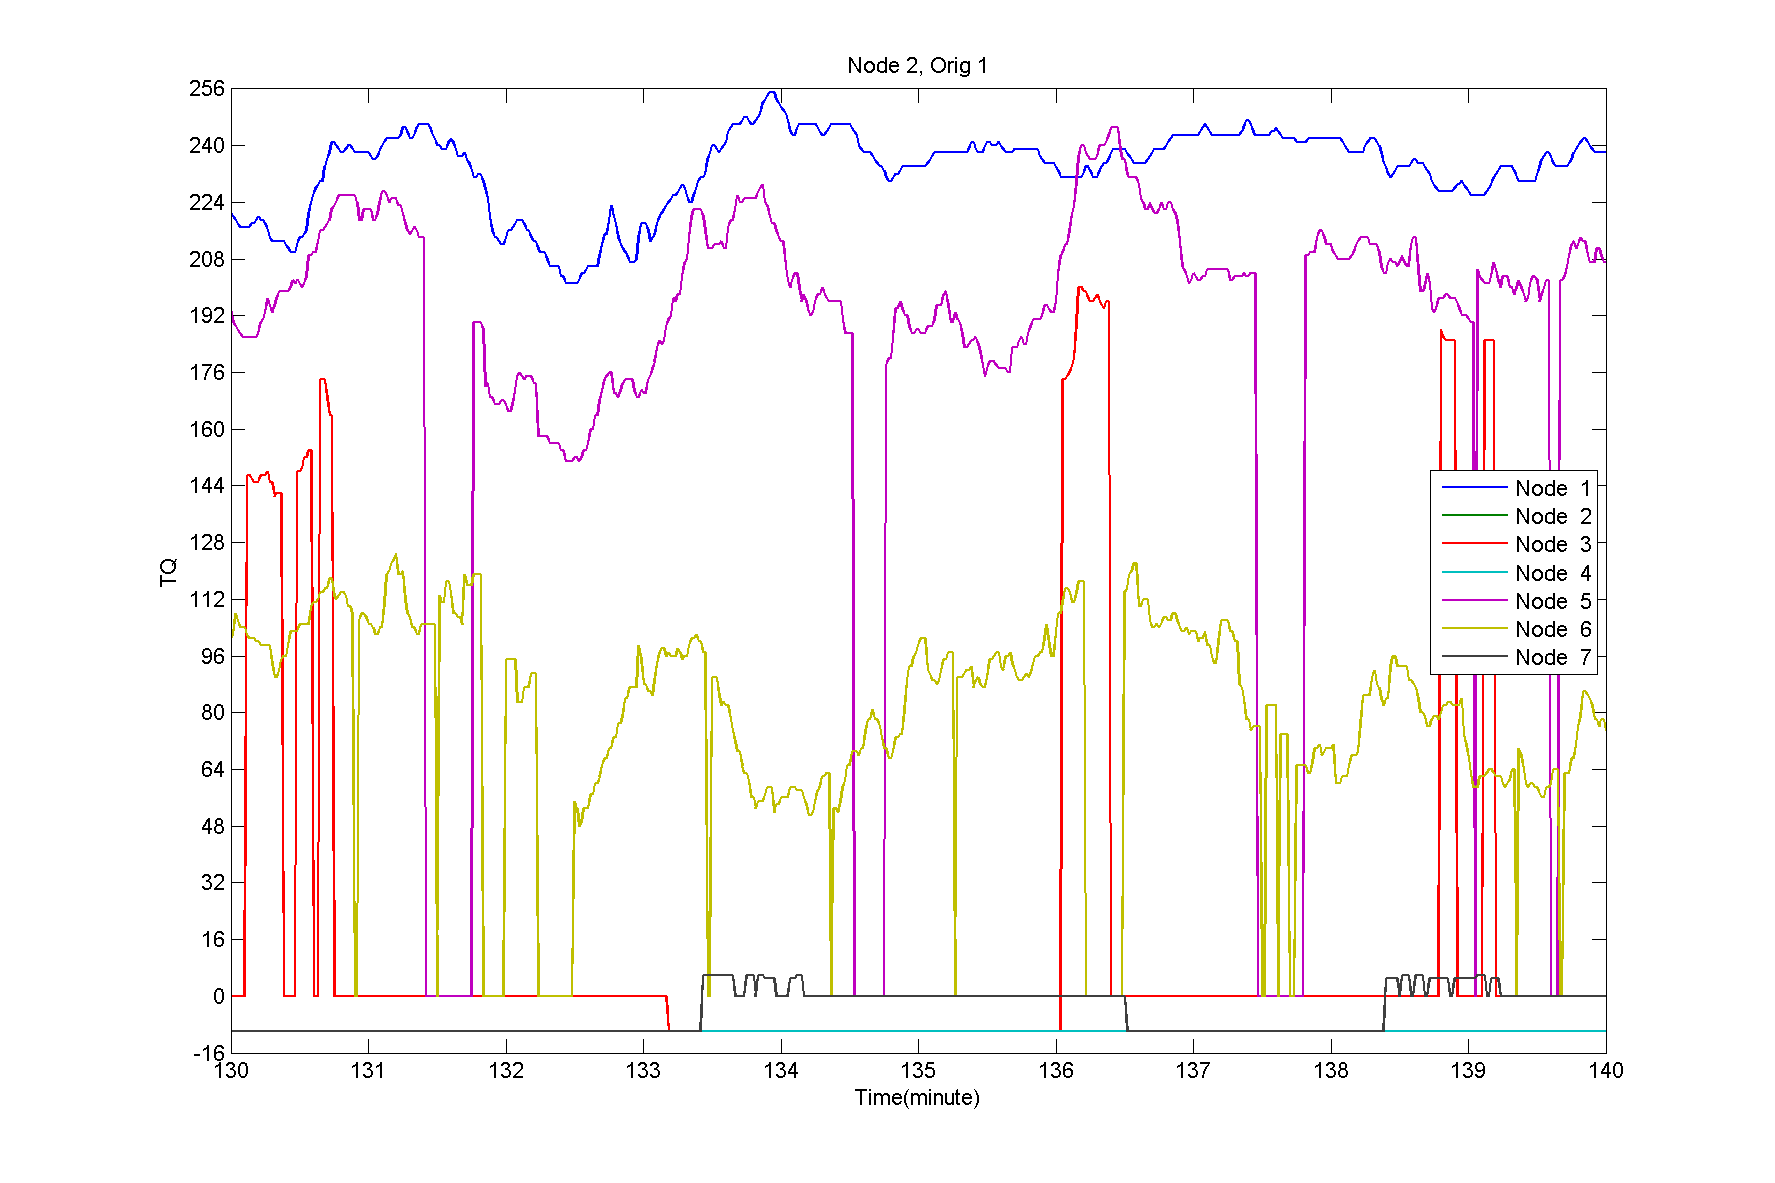 Node 2, Orig 1
256
240
224
208
192
176
160
144
128
112
96
80
64
48
32
16
0
-16
TQ
Node 1
Node 2
Node 3
Node 4
Node 5
Node 6
Node 7
130 131 132 133 134 135 136 137 138 139 140
Time(minute)